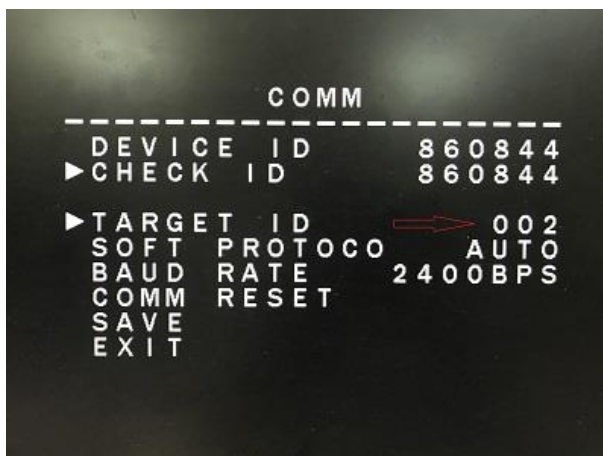 COMM
DEVICE ID 860844
CHECK ID 860844
TARGET ID 002
SOFT PROTOCO AUTO
BAUD RATE 2400BPS
COMM RESET
SAVE
EXIT